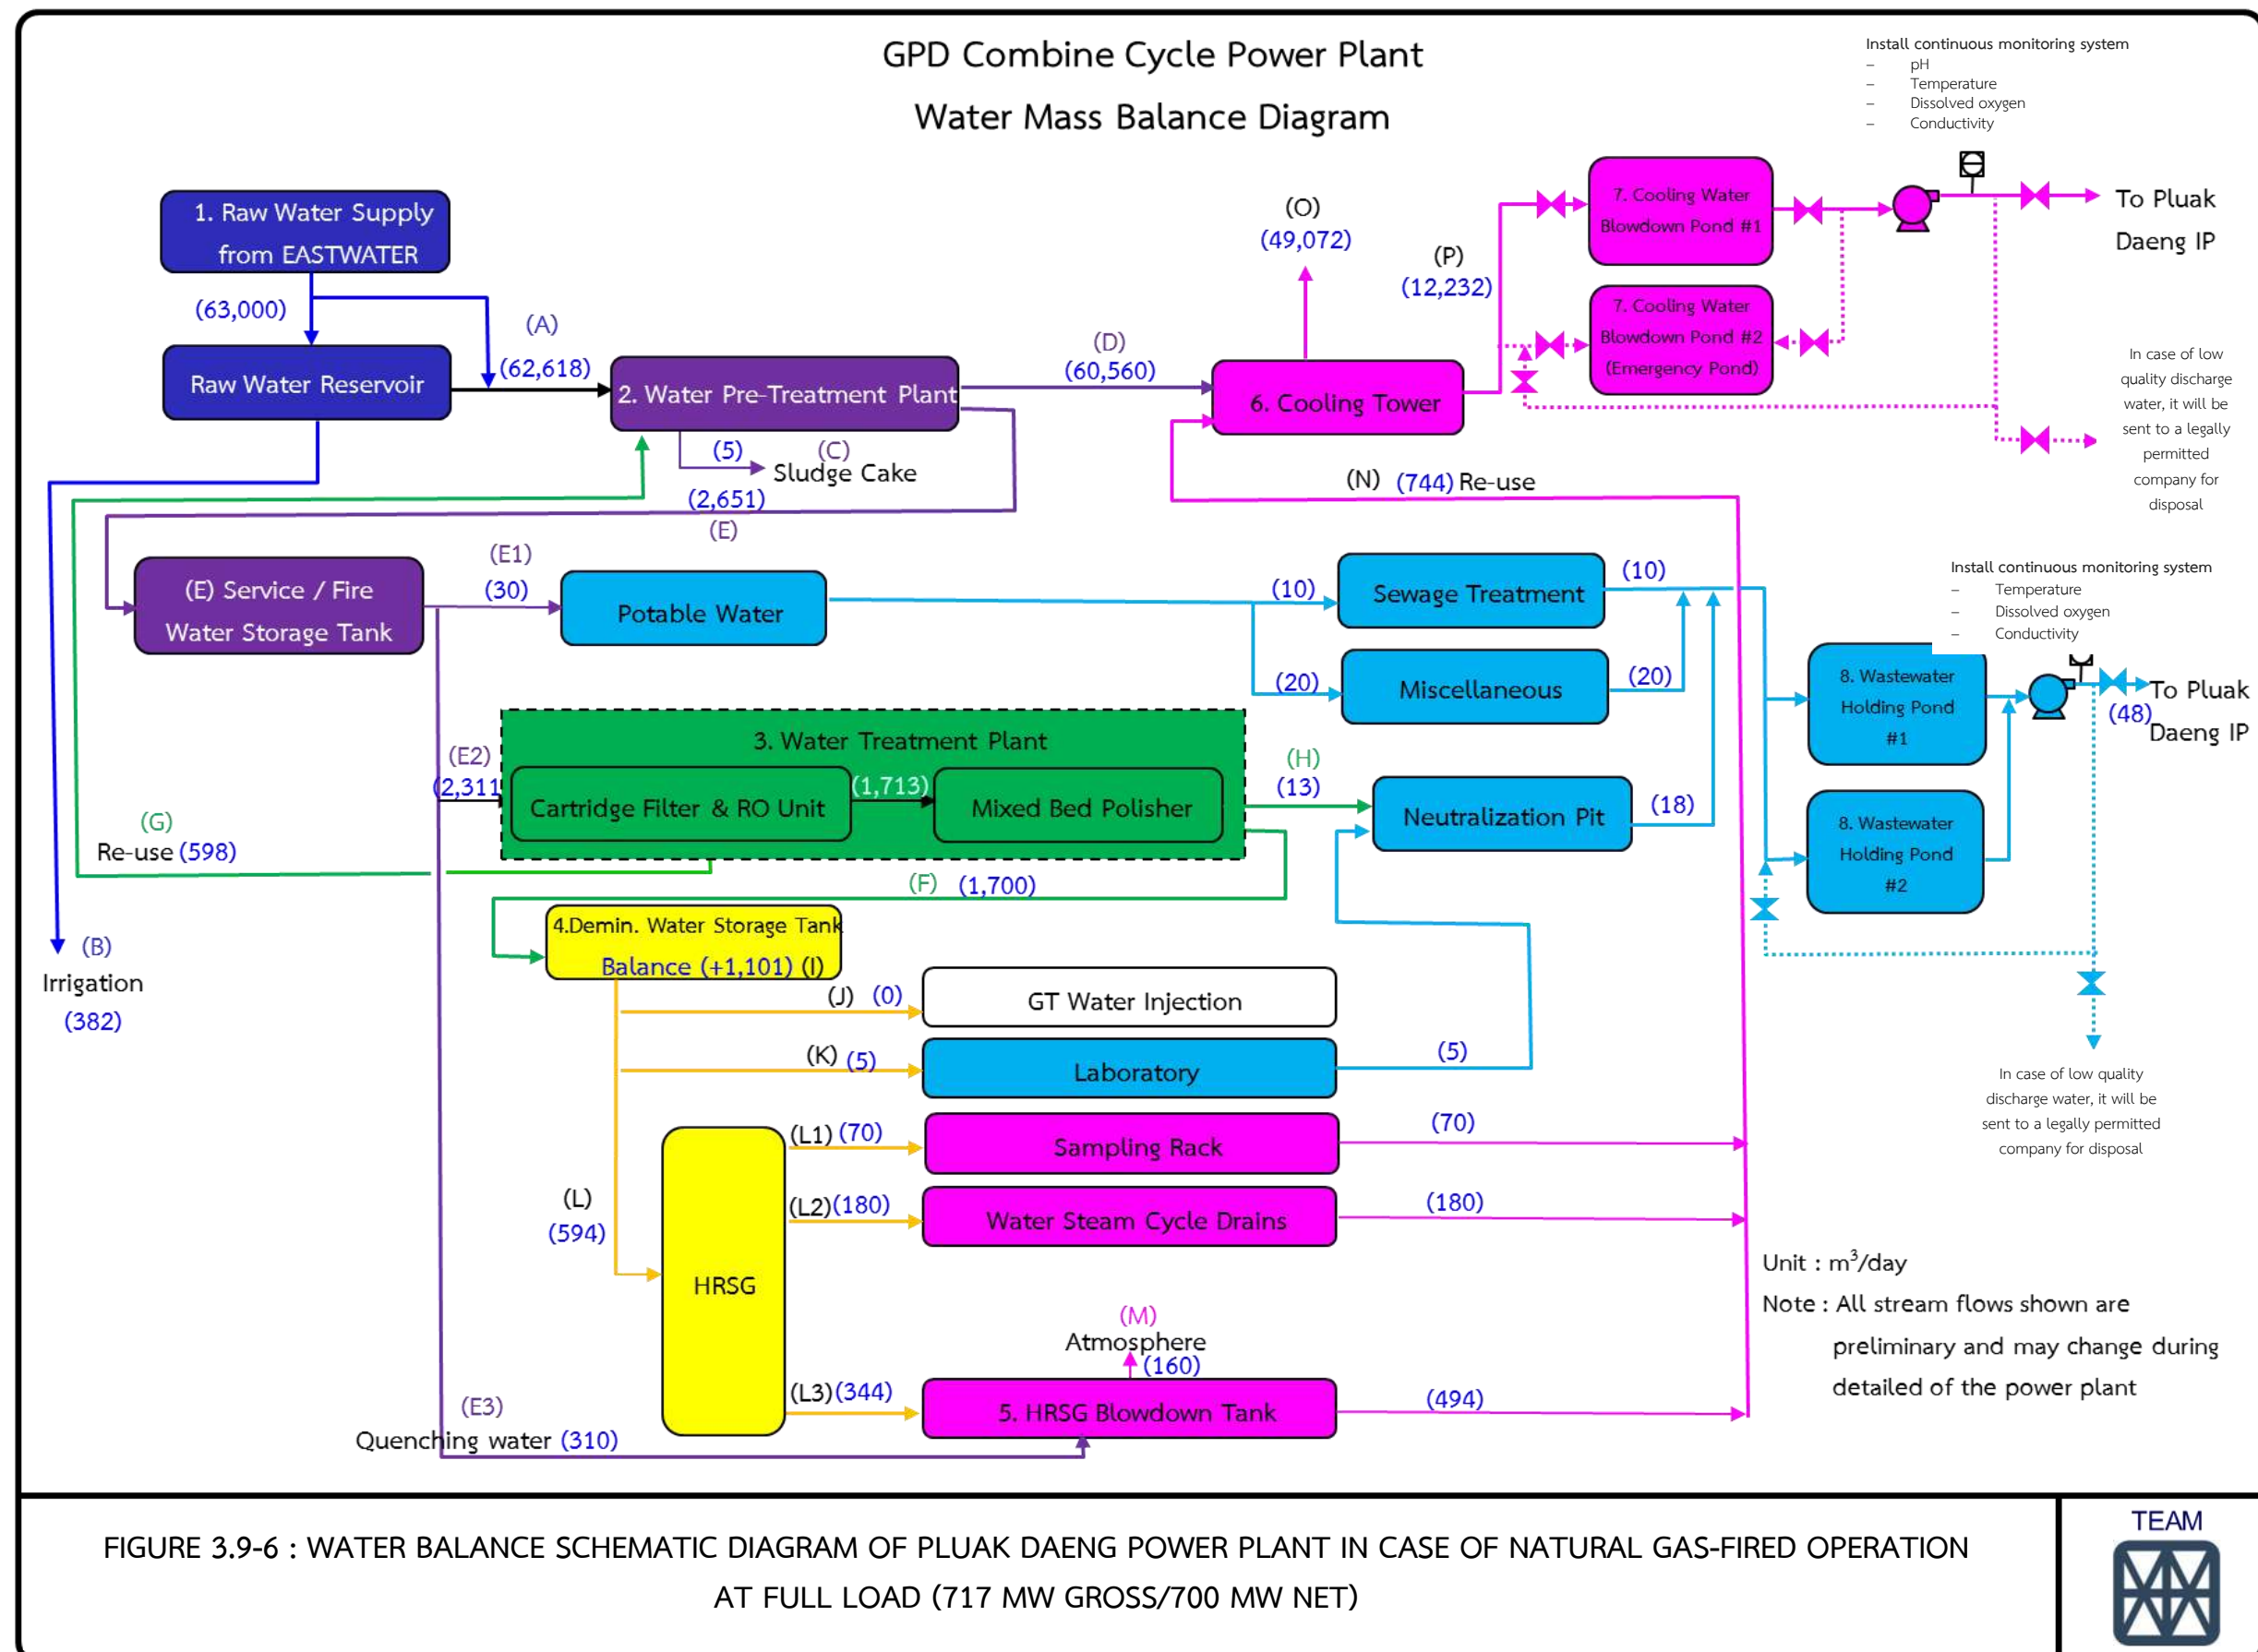 GPD Combine Cycle Power Plant
Water Mass Balance Diagram
Install continuous monitoring system
– pH
– Temperature
– Dissolved oxygen
– Conductivity
1. Raw Water Supply
from EASTWATER
(63,000)
(A)
(62,618)
Raw Water Reservoir
2. Water Pre-Treatment Plant
(5)
(C)
Sludge Cake
(2,651)
(E)
(D)
(60,560)
(O)
(49,072)
6. Cooling Tower
(P)
(12,232)
7. Cooling Water
Blowdown Pond #1
7. Cooling Water
Blowdown Pond #2
(Emergency Pond)
To Pluak
Daeng IP
In case of low
quality discharge
water, it will be
sent to a legally
permitted
company for
disposal
(N) (744) Re-use
(E) Service / Fire
Water Storage Tank
(E1)
(30)
Potable Water
(10)
Sewage Treatment
(10)
(20)
Miscellaneous
(20)
Install continuous monitoring system
– Temperature
– Dissolved oxygen
– Conductivity
8. Wastewater
Holding Pond
#1
8. Wastewater
Holding Pond
#2
To Pluak
(48)
Daeng IP
(E2)
(2,311
3. Water Treatment Plant
Cartridge Filter & RO Unit
(1,713)
Mixed Bed Polisher
(H)
(13)
Neutralization Pit
(18)
(G)
Re-use (598)
(F) (1,700)
4.Demin. Water Storage Tank
Balance (+1,101) (I)
(B)
Irrigation
(382)
(J) (0)
GT Water Injection
(K) (5)
Laboratory
(5)
In case of low quality
discharge water, it will be
sent to a legally permitted
company for disposal
(L)
(594)
HRSG
(L1) (70)
Sampling Rack
(70)
(L2) (180)
Water Steam Cycle Drains
(180)
(M)
Atmosphere
(160)
(L3) (344)
5. HRSG Blowdown Tank
(494)
(E3)
Quenching water (310)
Unit : m³/day
Note : All stream flows shown are
preliminary and may change during
detailed of the power plant
FIGURE 3.9-6 : WATER BALANCE SCHEMATIC DIAGRAM OF PLUAK DAENG POWER PLANT IN CASE OF NATURAL GAS-FIRED OPERATION
AT FULL LOAD (717 MW GROSS/700 MW NET)
TEAM